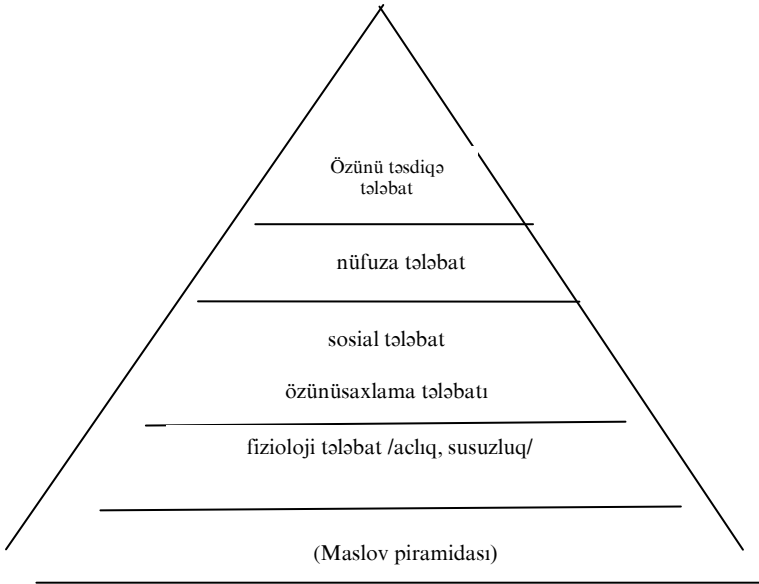 Özünü təsdiqə
tələbat
nüfuza tələbat
sosial tələbat
özünüsaxlama tələbatı
fizioloji tələbat /aclıq, susuzluq/
(Maslov piramidası)